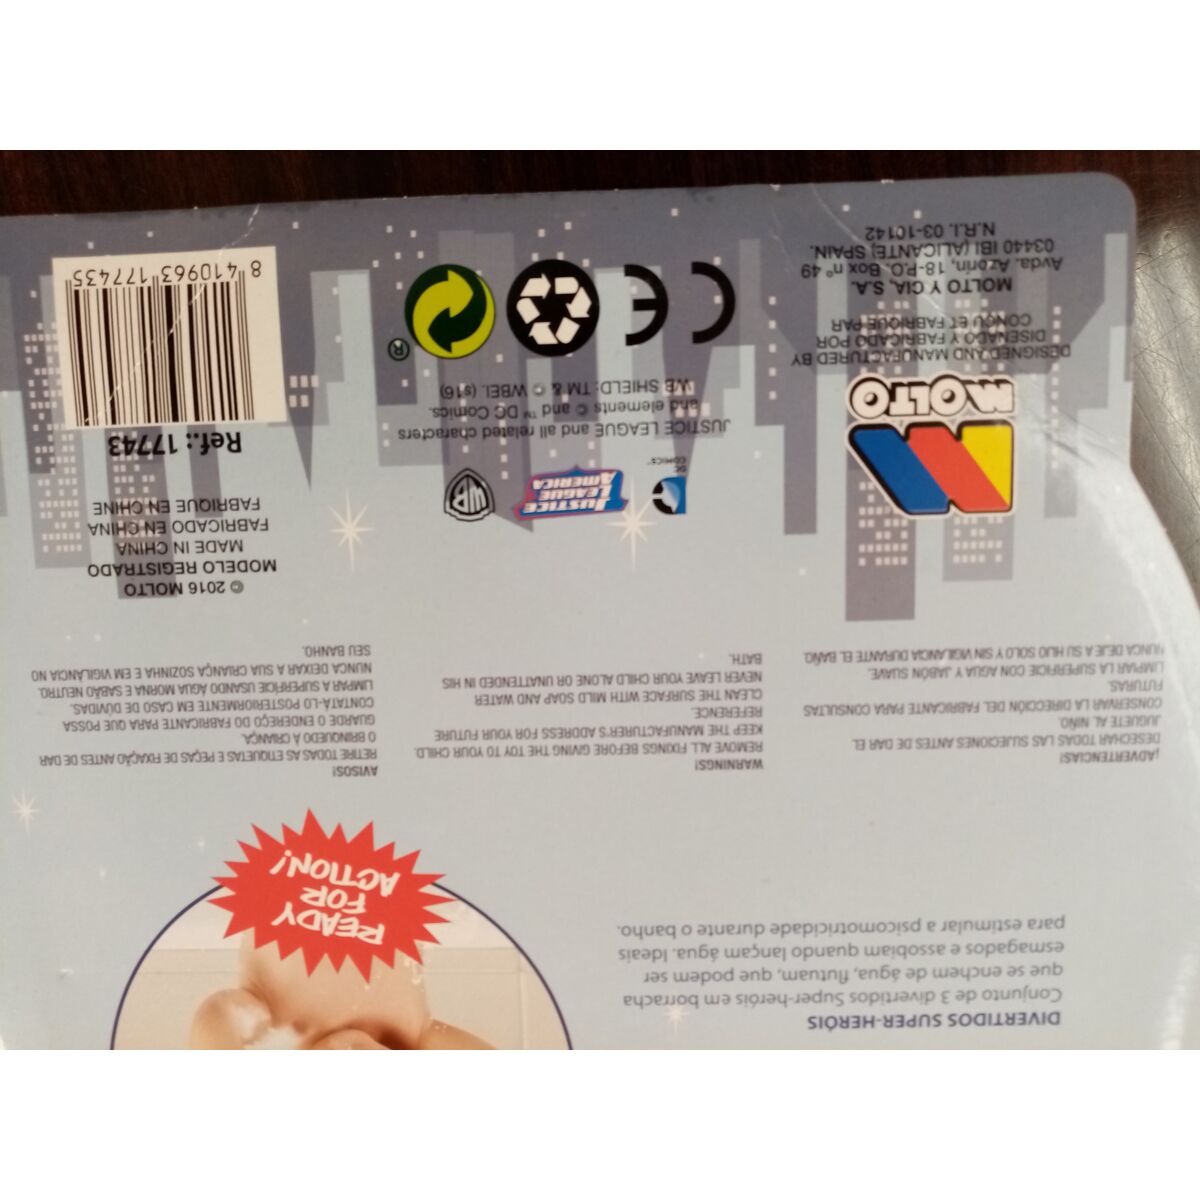 DIVERTIDOS SUPER-HERÓIS
Conjunto de 3 divertidos Super-heróis em borracha
que se enchem de água, flutuam, que podem ser
esmagados e assobiam quando lançam água. Ideais
para estimular a psicomotricidade durante o banho.
READY
FOR
ACTION!
¡ADVERTENCIAS!
DESECHAR TODAS LAS SUJECIONES ANTES DE DAR EL
JUGUETE AL NIÑO.
CONSERVAR LA DIRECCIÓN DEL FABRICANTE PARA CONSULTAS
FUTURAS.
LIMPAR LA SUPERFICIE CON AGUA Y JABÓN SUAVE.
NUNCA DEJE A SU HIJO SOLO Y SIN VIGILANCIA DURANTE EL BAÑO.
WARNINGS!
REMOVE ALL FIXINGS BEFORE GIVING THE TOY TO YOUR CHILD.
KEEP THE MANUFACTURER'S ADDRESS FOR YOUR FUTURE
REFERENCE.
CLEAN THE SURFACE WITH MILD SOAP AND WATER
NEVER LEAVE YOUR CHILD ALONE OR UNATTENDED IN HIS
BATH.
AVISOS!
RETIRE TODAS AS ETIQUETAS E PEÇAS DE FIXAÇÃO ANTES DE DAR
O BRINQUEDO À CRIANÇA.
GUARDE O ENDEREÇO DO FABRICANTE PARA QUE POSSA
CONTATÁ-LO POSTERIORMENTE EM CASO DE DÚVIDAS.
LIMPAR A SUPERFÍCIE USANDO ÁGUA MORNA E SABÃO NEUTRO.
NUNCA DEIXAR A SUA CRIANÇA SOZINHA E EM VIGILÂNCIA NO
SEU BANHO.
MOLTO
DESIGNED AND MANUFACTURED BY
DISENADO Y FABRICADO POR
CONÇU ET FABRIQUÉ PAR
MOLTO Y CIA, S.A.
Avda. Azorin, 18-P.O. Box nº 49
03440 IBI (ALICANTE) SPAIN.
N.R.I. 03-10142
DC
COMICS™
JUSTICE
LEAGUE
AMERICA
WB
JUSTICE LEAGUE and all related characters
and elements © and ™ DC Comics.
WB SHIELD: TM & © WBEI. (s16)
CE
®
© 2016 MOLTO
MODELO REGISTRADO
MADE IN CHINA
FABRICADO EN CHINA
FABRIQUE EN CHINE
Ref.: 17743
8 410963 177435